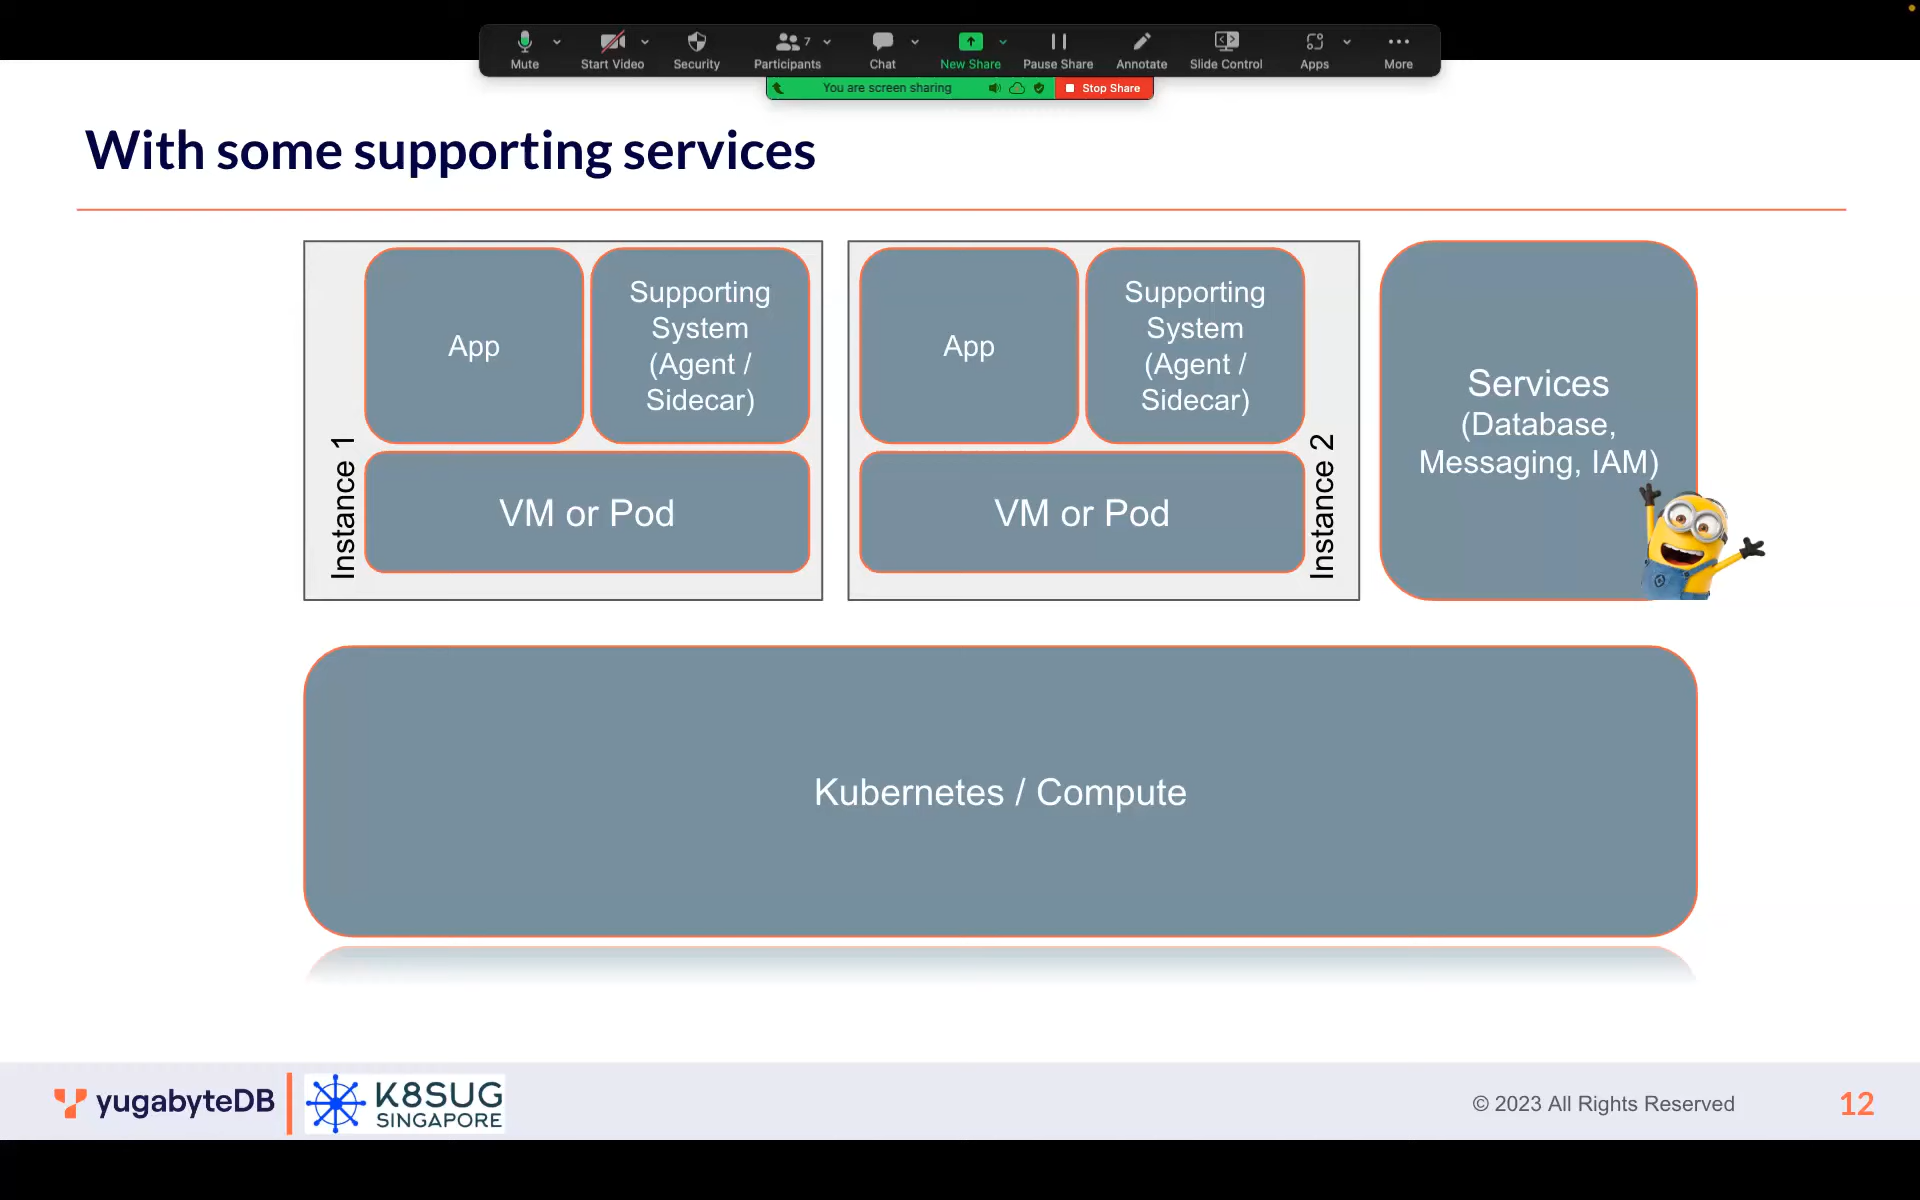 Mute
Start Video
Security
Participants
7
Chat
New Share
Pause Share
Annotate
Slide Control
Apps
More
You are screen sharing
Stop Share
With some supporting services
Instance 1
App
Supporting
System
(Agent /
Sidecar)
VM or Pod
App
Supporting
System
(Agent /
Sidecar)
VM or Pod
Instance 2
Services
(Database,
Messaging, IAM)
Kubernetes / Compute
yugabyteDB
K8SUG
SINGAPORE
© 2023 All Rights Reserved
12